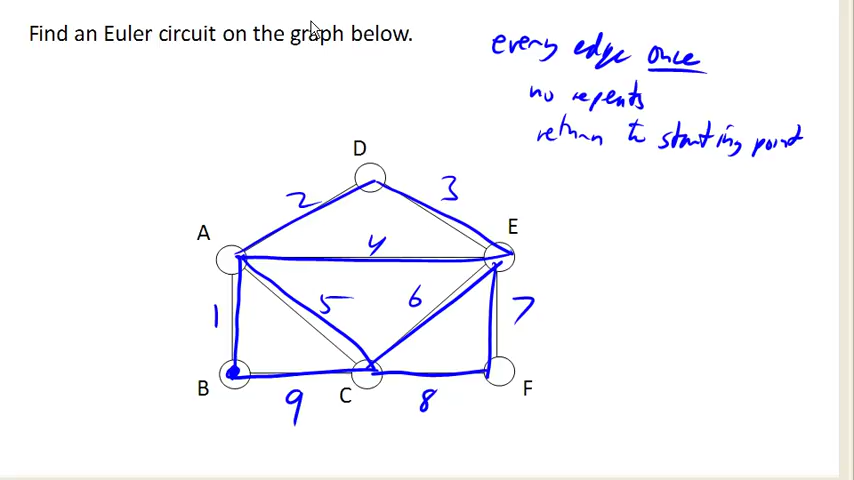 Find an Euler circuit on the graph below.
every edge once
no repeats
return to starting point
D
2
3
A
E
4
1
5
6
7
B
C
F
9
8